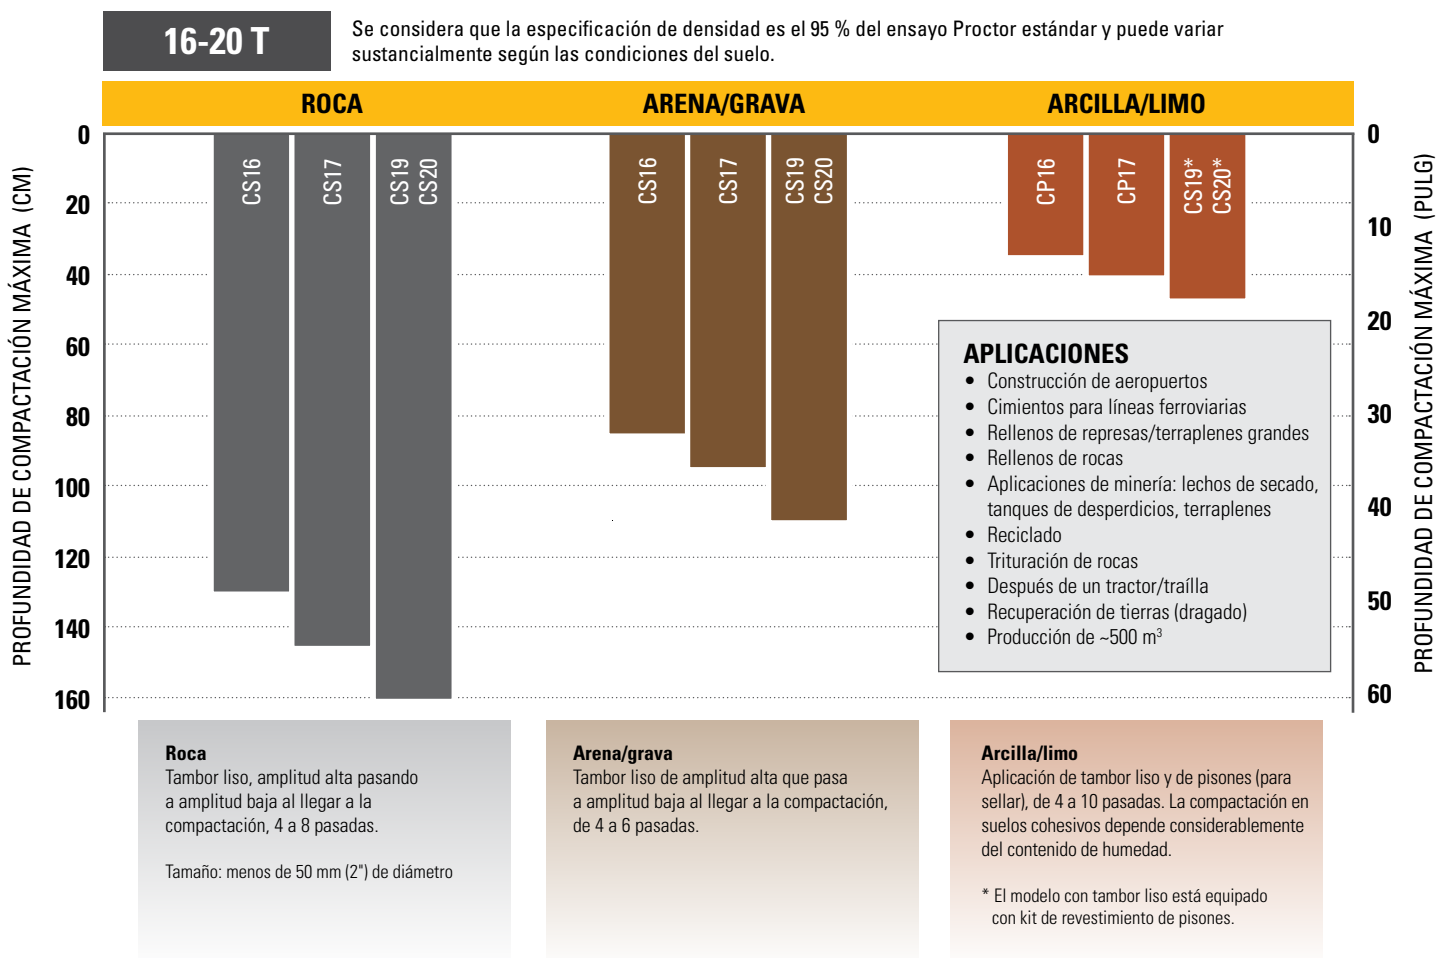 16-20 T
Se considera que la especificación de densidad es el 95 % del ensayo Proctor estándar y puede variar
sustancialmente según las condiciones del suelo.
ROCA
ARENA/GRAVA
ARCILLA/LIMO
PROFUNDIDAD DE COMPACTACIÓN MÁXIMA (CM)
0
20
40
60
80
100
120
140
160
CS16
CS17
CS19
CS20
CS16
CS17
CS19
CS20
CP16
CP17
CS19*
CS20*
0
10
20
30
40
50
60
PROFUNDIDAD DE COMPACTACIÓN MÁXIMA (PULG)
APLICACIONES
• Construcción de aeropuertos
• Cimientos para líneas ferroviarias
• Rellenos de represas/terraplenes grandes
• Rellenos de rocas
• Aplicaciones de minería: lechos de secado,
tanques de desperdicios, terraplenes
• Reciclado
• Trituración de rocas
• Después de un tractor/traílla
• Recuperación de tierras (dragado)
• Producción de ~500 m³
Roca
Tambor liso, amplitud alta pasando
a amplitud baja al llegar a la
compactación, 4 a 8 pasadas.
Tamaño: menos de 50 mm (2") de diámetro
Arena/grava
Tambor liso de amplitud alta que pasa
a amplitud baja al llegar a la compactación,
de 4 a 6 pasadas.
Arcilla/limo
Aplicación de tambor liso y de pisones (para
sellar), de 4 a 10 pasadas. La compactación en
suelos cohesivos depende considerablemente
del contenido de humedad.
* El modelo con tambor liso está equipado
con kit de revestimiento de pisones.